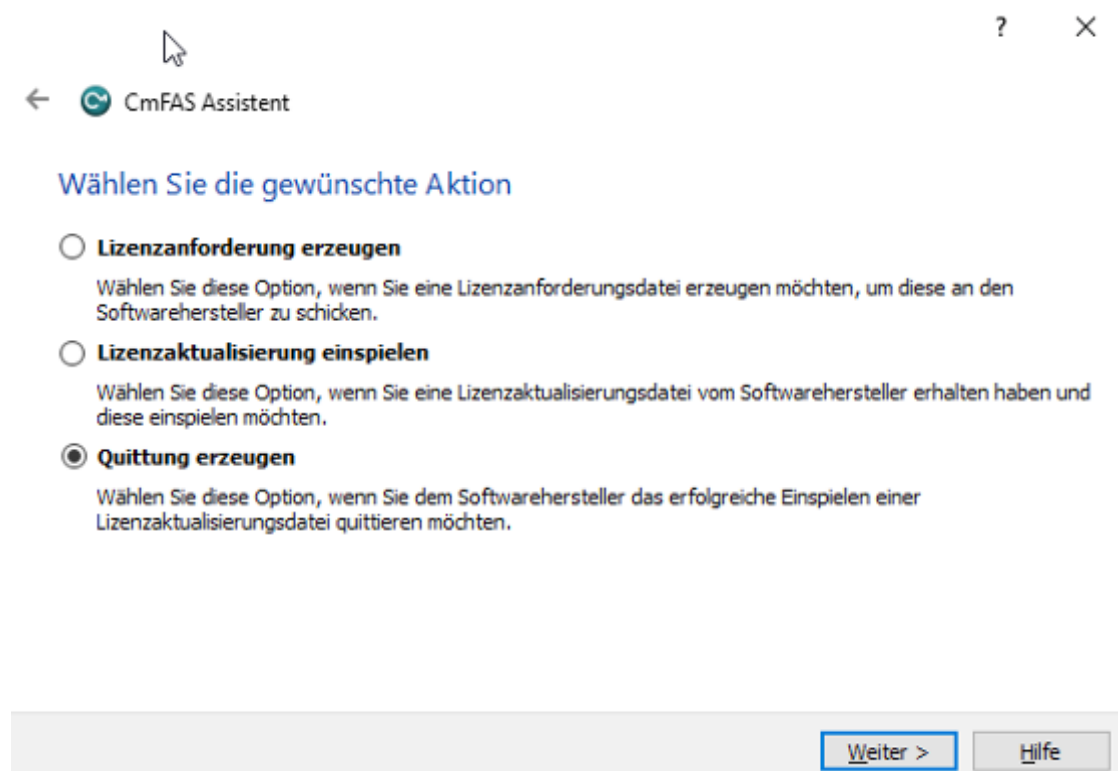 ?
CmFAS Assistent
Wählen Sie die gewünschte Aktion
Lizenzanforderung erzeugen
Wählen Sie diese Option, wenn Sie eine Lizenzanforderungsdatei erzeugen möchten, um diese an den
Softwarehersteller zu schicken.
Lizenzaktualisierung einspielen
Wählen Sie diese Option, wenn Sie eine Lizenzaktualisierungsdatei vom Softwarehersteller erhalten haben und
diese einspielen möchten.
Quittung erzeugen
Wählen Sie diese Option, wenn Sie dem Softwarehersteller das erfolgreiche Einspielen einer
Lizenzaktualisierungsdatei quittieren möchten.
Weiter > Hilfe